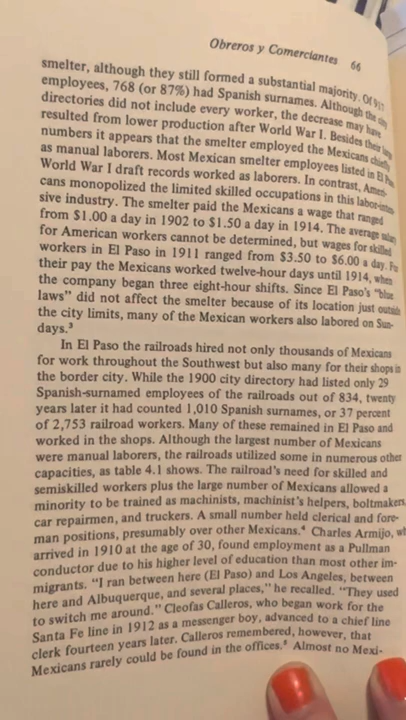 Obreros y Comerciantes 66
smelter, although they still formed a substantial majority. Of 911
employees, 768 (or 87%) had Spanish surnames. Although the city
directories did not include every worker, the decrease may have
resulted from lower production after World War I. Besides their
numbers it appears that the smelter employed the Mexicans chiefly
as manual laborers. Most Mexican smelter employees listed in El Paso
World War I draft records worked as laborers. In contrast, Ameri-
cans monopolized the limited skilled occupations in this labor-inten-
sive industry. The smelter paid the Mexicans a wage that ranged
from $1.00 a day in 1902 to $1.50 a day in 1914. The average
for American workers cannot be determined, but wages for skilled
workers in El Paso in 1911 ranged from $3.50 to $6.00 a day. For
their pay the Mexicans worked twelve-hour days until 1914, when
the company began three eight-hour shifts. Since El Paso's "blue
laws" did not affect the smelter because of its location just outside
the city limits, many of the Mexican workers also labored on Sun-
days.³
In El Paso the railroads hired not only thousands of Mexicans
for work throughout the Southwest but also many for their shops in
the border city. While the 1900 city directory had listed only 29
Spanish-surnamed employees of the railroads out of 834, twenty
years later it had counted 1,010 Spanish surnames, or 37 percent
of 2,753 railroad workers. Many of these remained in El Paso and
worked in the shops. Although the largest number of Mexicans
were manual laborers, the railroads utilized some in numerous other
capacities, as table 4.1 shows. The railroad's need for skilled and
semiskilled workers plus the large number of Mexicans allowed a
minority to be trained as machinists, machinist's helpers, boltmakers,
car repairmen, and truckers. A small number held clerical and fore-
man positions, presumably over other Mexicans.⁴ Charles Armijo, wh
arrived in 1910 at the age of 30, found employment as a Pullman
conductor due to his higher level of education than most other im-
migrants. "I ran between here (El Paso) and Los Angeles, between
here and Albuquerque, and several places," he recalled. "They used
to switch me around." Cleofas Calleros, who began work for the
Santa Fe line in 1912 as a messenger boy, advanced to a chief line
clerk fourteen years later. Calleros remembered, however, that
Mexicans rarely could be found in the offices.⁵ Almost no Mexi-